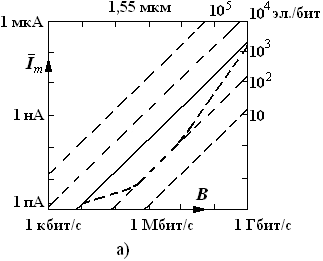 1 мкА 1,55 мкм 10⁵ 10⁴ эл./бит
Īₘ 10³
10²
1 нА 10
1 пА B
1 кбит/с 1 Мбит/с 1 Гбит/с
а)